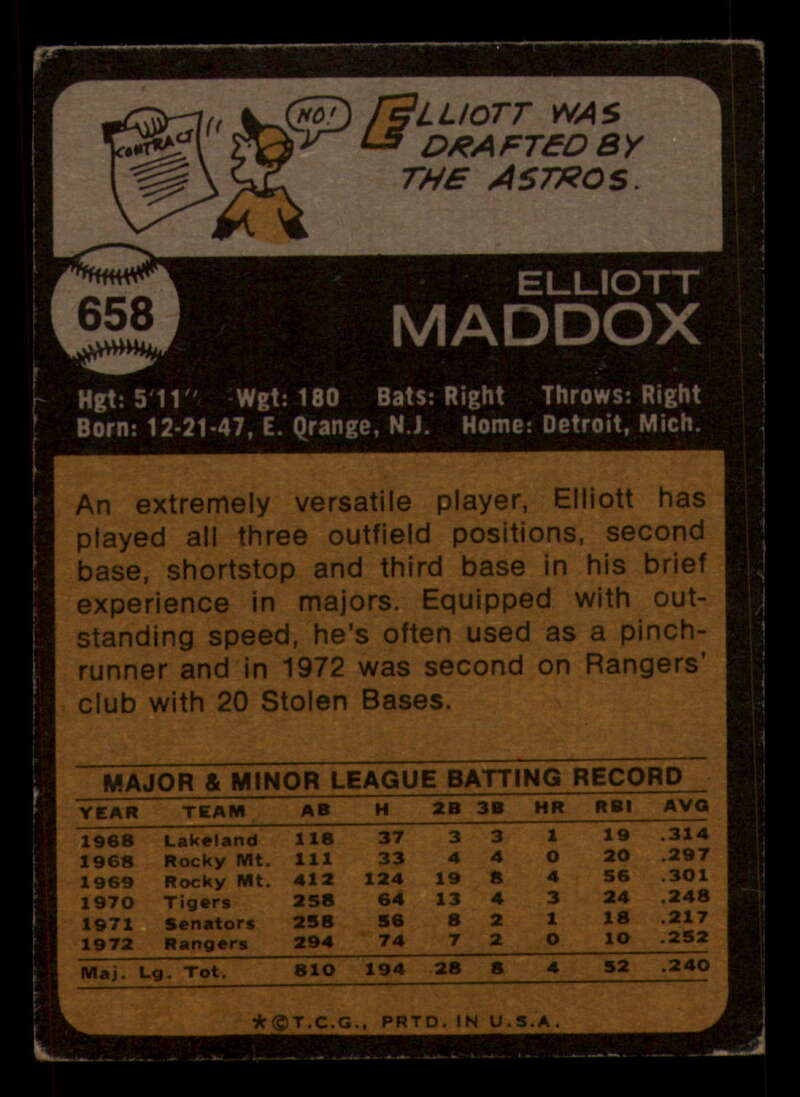 CONTRACT
NO!
ELLIOTT WAS
DRAFTED BY
THE ASTROS.
658
ELLIOTT
MADDOX
Hgt: 5'11" Wgt: 180 Bats: Right Throws: Right
Born: 12-21-47, E. Orange, N.J. Home: Detroit, Mich.
An extremely versatile player, Elliott has
played all three outfield positions, second
base, shortstop and third base in his brief
experience in majors. Equipped with out-
standing speed, he's often used as a pinch-
runner and in 1972 was second on Rangers'
club with 20 Stolen Bases.
MAJOR & MINOR LEAGUE BATTING RECORD
YEAR TEAM AB H 2B 3B HR RBI AVG
1968 Lakeland 118 37 3 3 1 19 .314
1968 Rocky Mt. 111 33 4 4 0 20 .297
1969 Rocky Mt. 412 124 19 8 4 56 .301
1970 Tigers 258 64 13 4 3 24 .248
1971 Senators 258 56 8 2 1 18 .217
1972 Rangers 294 74 7 2 0 10 .252
Maj. Lg. Tot. 810 194 28 8 4 52 .240
*©T.C.G., PRTD. IN U.S.A.